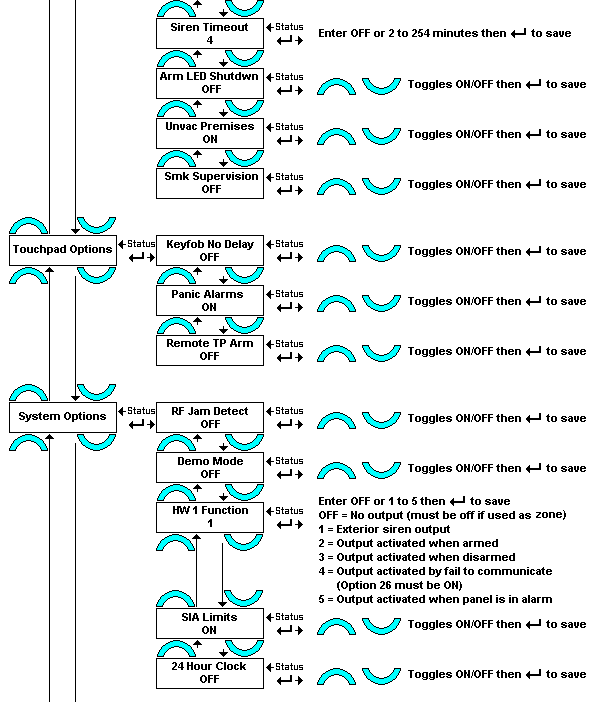 Siren Timeout
4
Status
Enter OFF or 2 to 254 minutes then to save
Arm LED Shutdwn
OFF
Status
Toggles ON/OFF then to save
Unvac Premises
ON
Status
Toggles ON/OFF then to save
Smk Supervision
OFF
Status
Toggles ON/OFF then to save
Touchpad Options
Status
Keyfob No Delay
OFF
Status
Toggles ON/OFF then to save
Panic Alarms
ON
Status
Toggles ON/OFF then to save
Remote TP Arm
OFF
Status
Toggles ON/OFF then to save
System Options
Status
RF Jam Detect
OFF
Status
Toggles ON/OFF then to save
Demo Mode
OFF
Status
Toggles ON/OFF then to save
HW 1 Function
1
Status
Enter OFF or 1 to 5 then to save
OFF = No output (must be off if used as zone)
1 = Exterior siren output
2 = Output activated when armed
3 = Output activated when disarmed
4 = Output activated by fail to communicate
(Option 26 must be ON)
5 = Output activated when panel is in alarm
SIA Limits
ON
Status
Toggles ON/OFF then to save
24 Hour Clock
OFF
Status
Toggles ON/OFF then to save